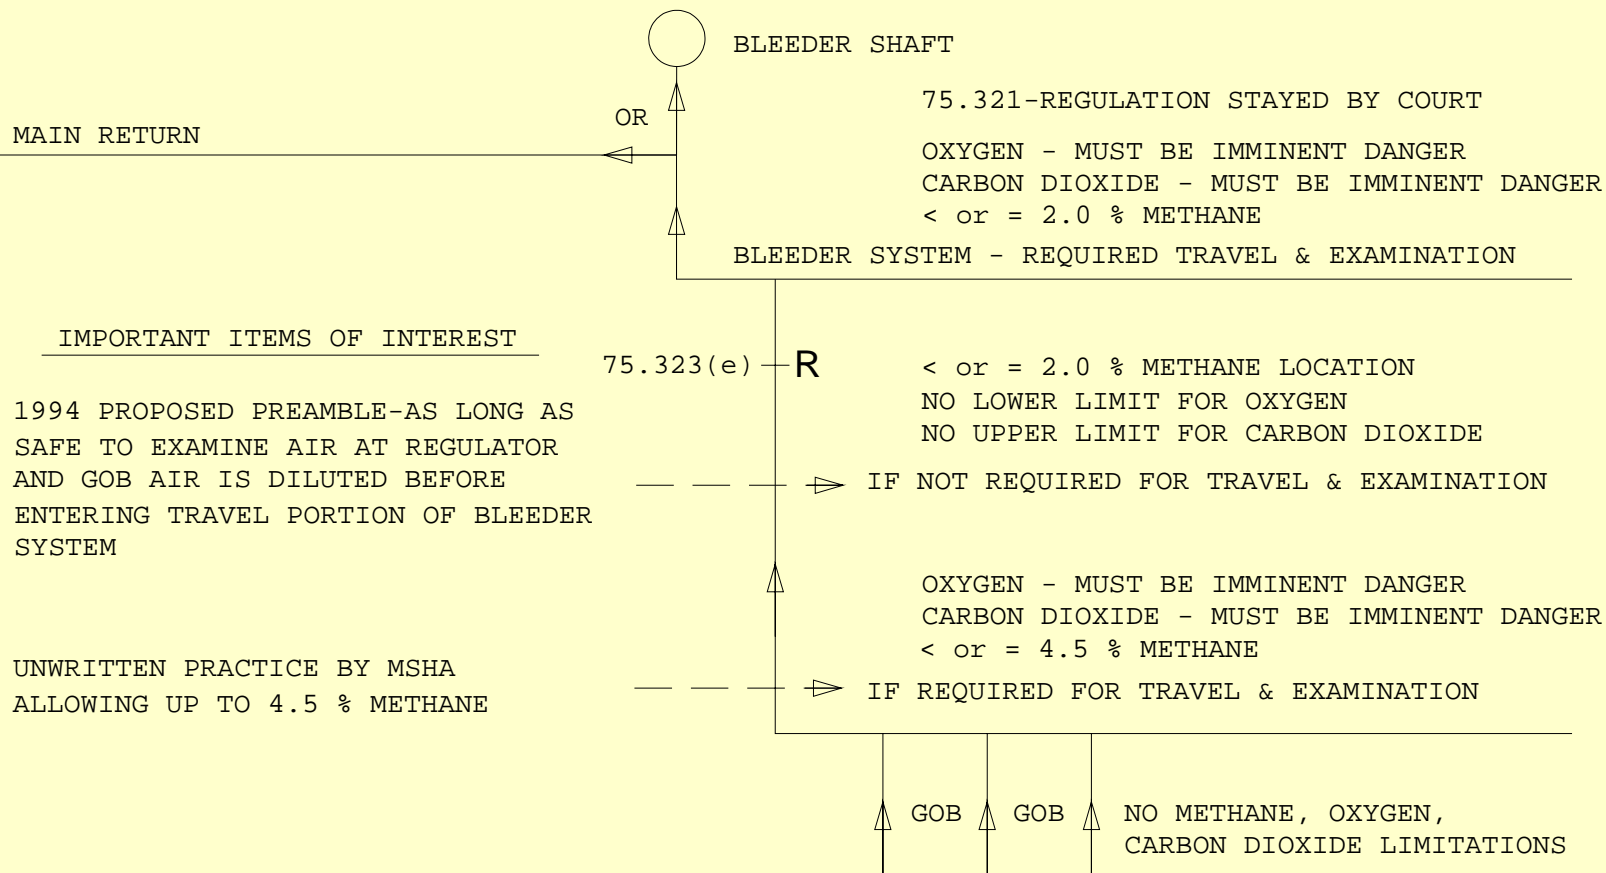 BLEEDER SHAFT
75.321-REGULATION STAYED BY COURT
OR
MAIN RETURN
OXYGEN - MUST BE IMMINENT DANGER
CARBON DIOXIDE - MUST BE IMMINENT DANGER
< or = 2.0 % METHANE
BLEEDER SYSTEM - REQUIRED TRAVEL & EXAMINATION
IMPORTANT ITEMS OF INTEREST
75.323(e) R
< or = 2.0 % METHANE LOCATION
NO LOWER LIMIT FOR OXYGEN
NO UPPER LIMIT FOR CARBON DIOXIDE
1994 PROPOSED PREAMBLE-AS LONG AS
SAFE TO EXAMINE AIR AT REGULATOR
AND GOB AIR IS DILUTED BEFORE
ENTERING TRAVEL PORTION OF BLEEDER
SYSTEM
IF NOT REQUIRED FOR TRAVEL & EXAMINATION
OXYGEN - MUST BE IMMINENT DANGER
CARBON DIOXIDE - MUST BE IMMINENT DANGER
< or = 4.5 % METHANE
UNWRITTEN PRACTICE BY MSHA
ALLOWING UP TO 4.5 % METHANE
IF REQUIRED FOR TRAVEL & EXAMINATION
GOB GOB
NO METHANE, OXYGEN,
CARBON DIOXIDE LIMITATIONS